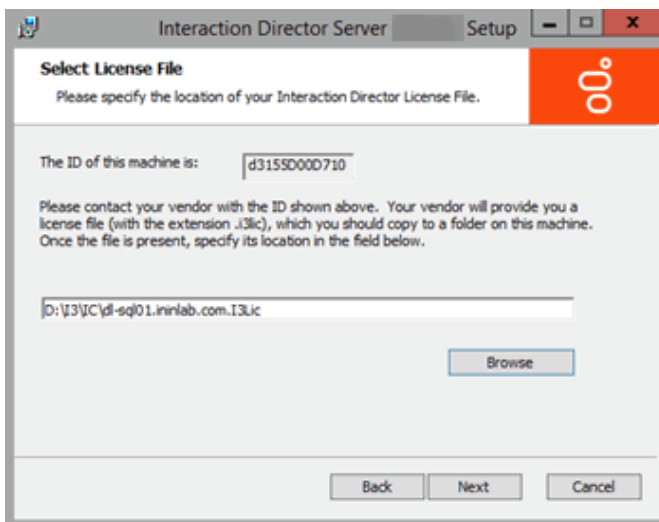 Interaction Director Server Setup
Select License File
Please specify the location of your Interaction Director License File.
The ID of this machine is: d3155D00D710
Please contact your vendor with the ID shown above. Your vendor will provide you a
license file (with the extension .i3lic), which you should copy to a folder on this machine.
Once the file is present, specify its location in the field below.
D:\I3\IC\dl-sql01.ininlab.com.I3Lic
Browse
Back Next Cancel